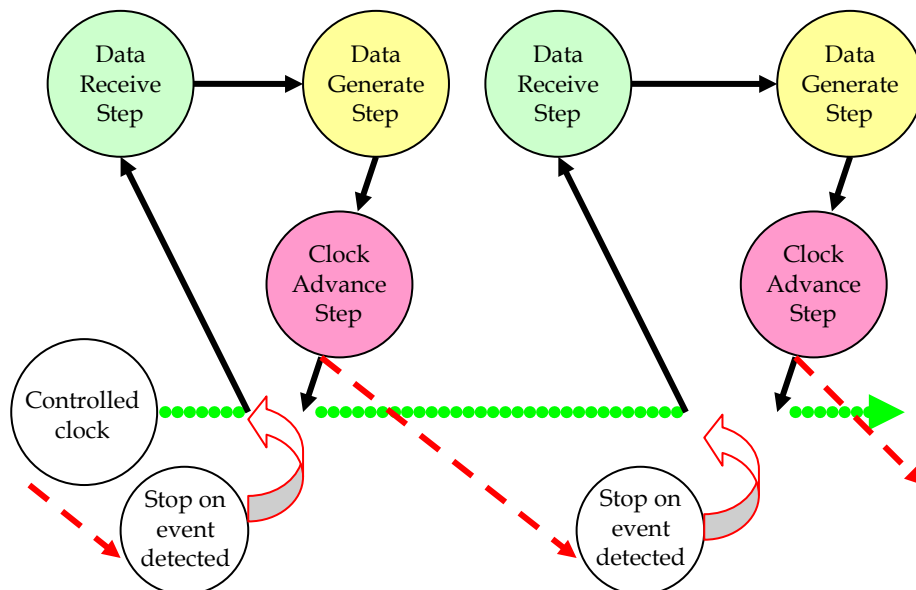 Data
Receive
Step
Data
Generate
Step
Data
Receive
Step
Data
Generate
Step
Clock
Advance
Step
Clock
Advance
Step
Controlled
clock
Stop on
event
detected
Stop on
event
detected